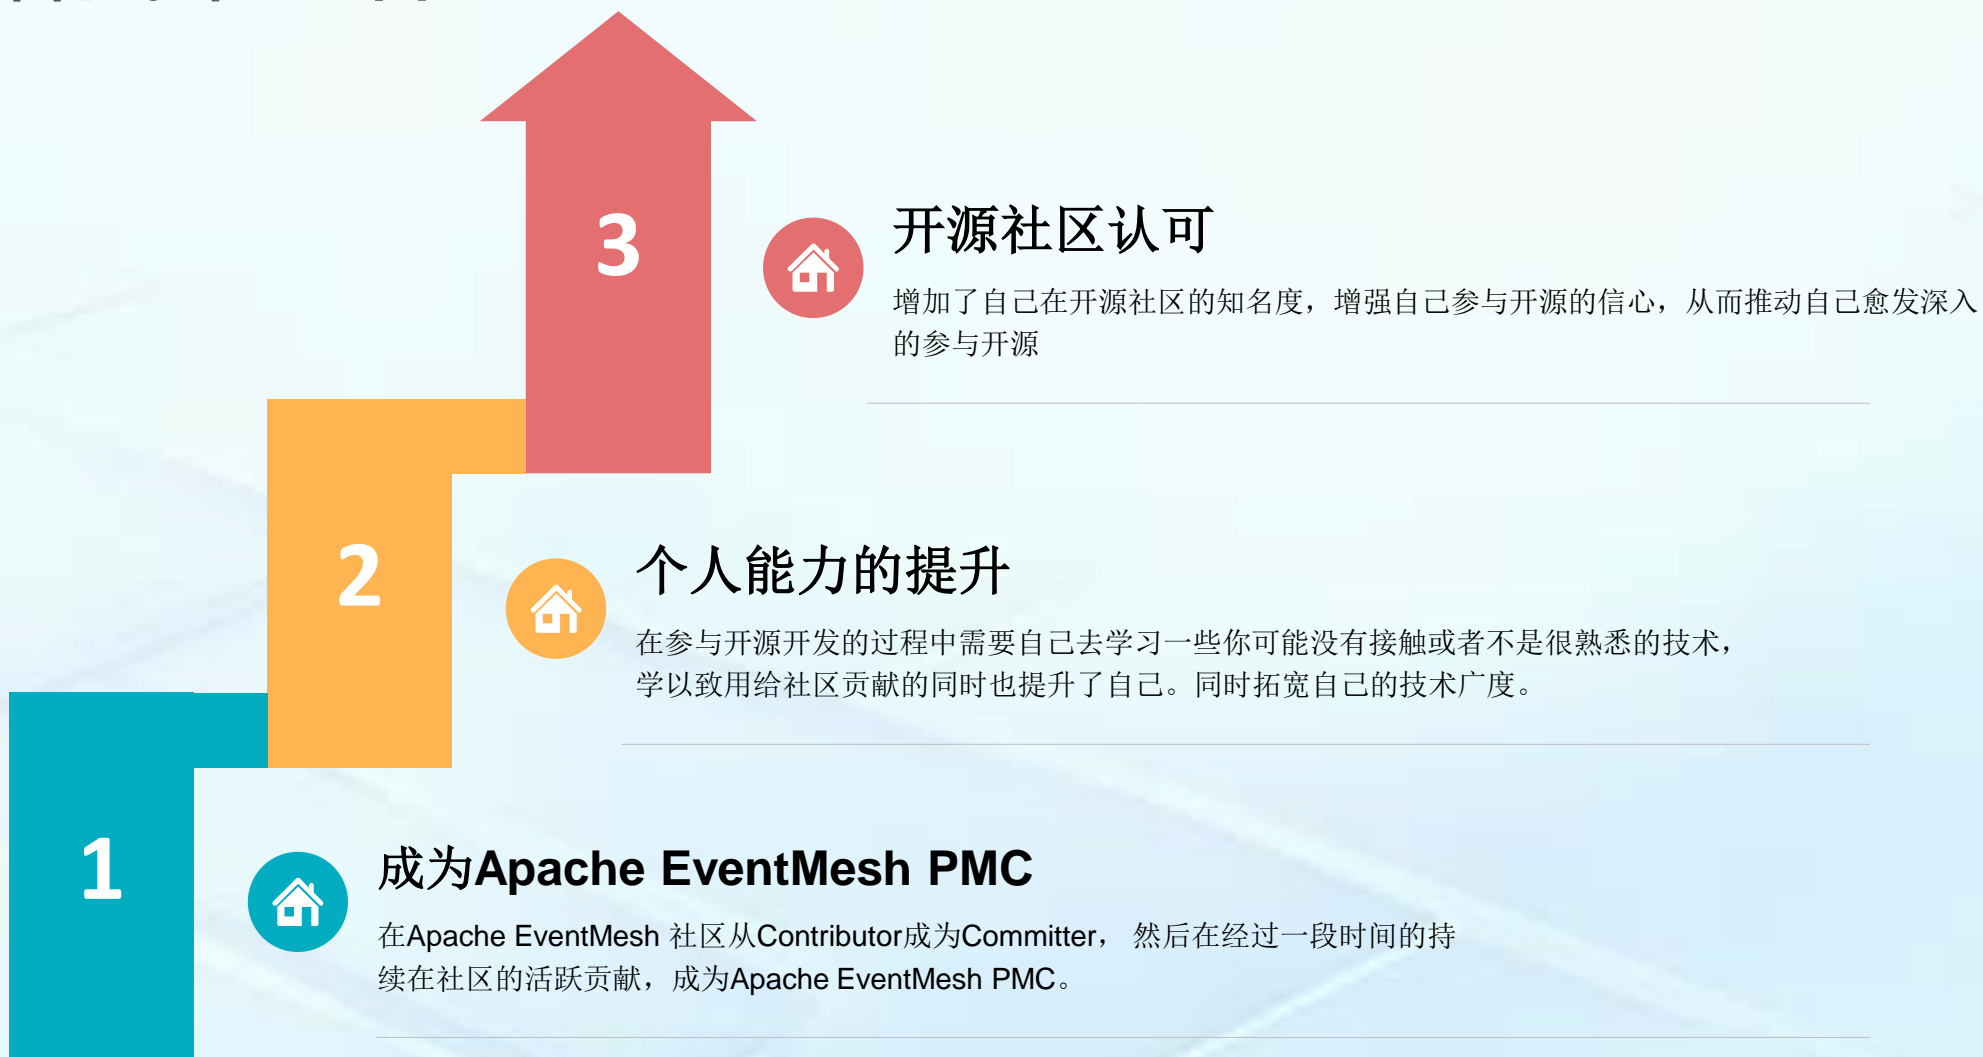 3
开源社区认可
增加了自己在开源社区的知名度，增强自己参与开源的信心，从而推动自己愈发深入
的参与开源
2
个人能力的提升
在参与开源开发的过程中需要自己去学习一些你可能没有接触或者不是很熟悉的技术，
学以致用给社区贡献的同时也提升了自己。同时拓宽自己的技术广度。
1
成为Apache EventMesh PMC
在Apache EventMesh 社区从Contributor成为Committer， 然后在经过一段时间的持
续在社区的活跃贡献，成为Apache EventMesh PMC。